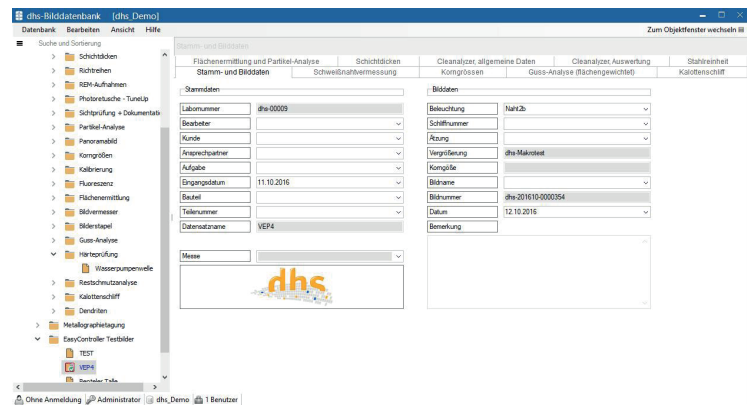 dhs-Bilddatenbank [dhs_Demo]
Datenbank Bearbeiten Ansicht Hilfe
Zum Objektfenster wechseln
Suche und Sortierung
Stamm- und Bilddaten
Schichtdicken
Richtreihen
REM-Aufnahmen
Photoretusche - TuneUp
Sichtprüfung + Dokumentati
Partikel-Analyse
Panoramabild
Korngrößen
Kalibrierung
Fluoreszenz
Flächenermittlung
Bildvermesser
Bilderstapel
Guss-Analyse
Härteprüfung
Wasserpumpenwelle
Restschmutzanalyse
Kalottenschliff
Dendriten
Metallographietagung
EasyController Testbilder
TEST
VEP4
Flächenermittlung und Partikel-Analyse Schichtdicken Cleanalyzer, allgemeine Daten Cleanalyzer, Auswertung Stahlreinheit
Stamm- und Bilddaten Schweißnahtvermessung Korngrössen Guss-Analyse (flächengewichtet) Kalottenschliff
Stammdaten
Labornummer dhs-00009
Bearbeiter
Kunde
Ansprechpartner
Aufgabe
Eingangsdatum 11.10.2016
Bauteil
Teilenummer
Datensatzname VEP4
Messe
dhs
Bilddaten
Beleuchtung Naht2b
Schliffnummer
Ätzung
Vergrößerung dhs-Makrotest
Korngöße
Bildname
Bildnummer dhs-201610-0000354
Datum 12.10.2016
Bemerkung
Ohne Anmeldung Administrator dhs_Demo 1 Benutzer